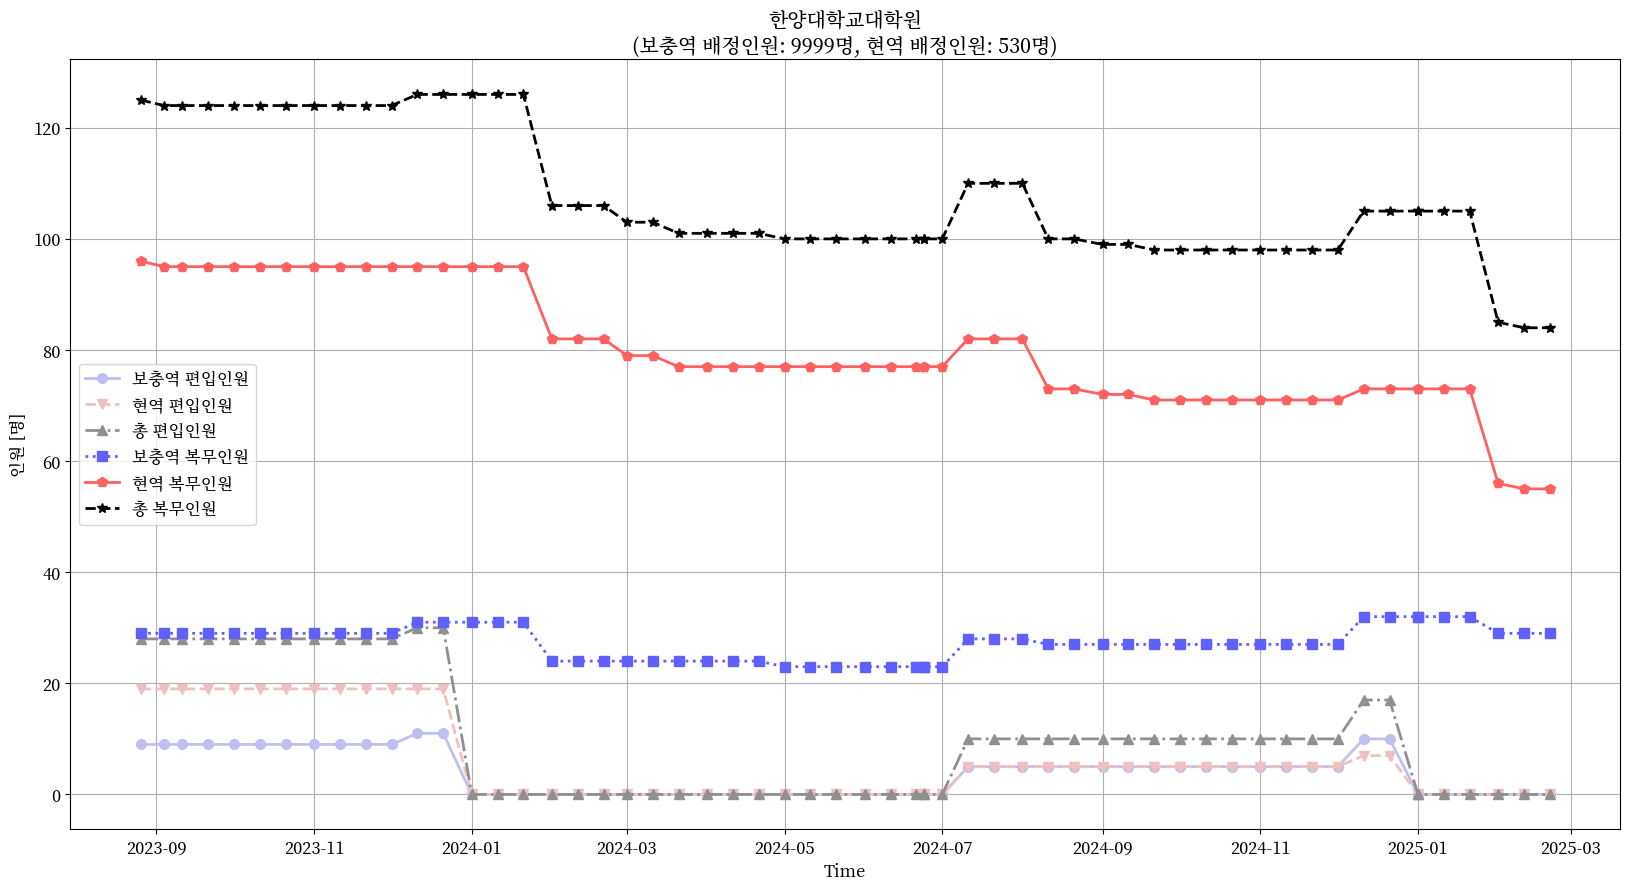 한양대학교대학원
(보충역 배정인원: 9999명, 현역 배정인원: 530명)
인원 [명]
120
100
80
60
40
20
0
보충역 편입인원
현역 편입인원
총 편입인원
보충역 복무인원
현역 복무인원
총 복무인원
2023-09
2023-11
2024-01
2024-03
2024-05
2024-07
2024-09
2024-11
2025-01
2025-03
Time